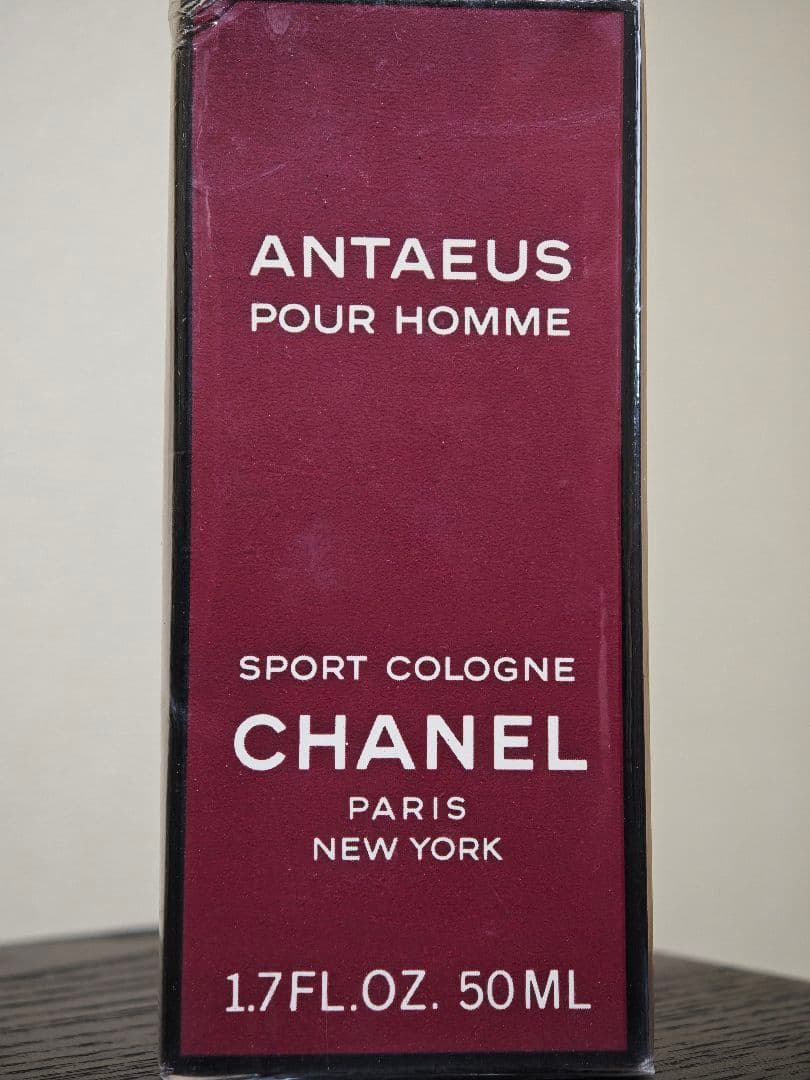 ANTAEUS
POUR HOMME
SPORT COLOGNE
CHANEL
PARIS
NEW YORK
1.7FL.OZ. 50ML